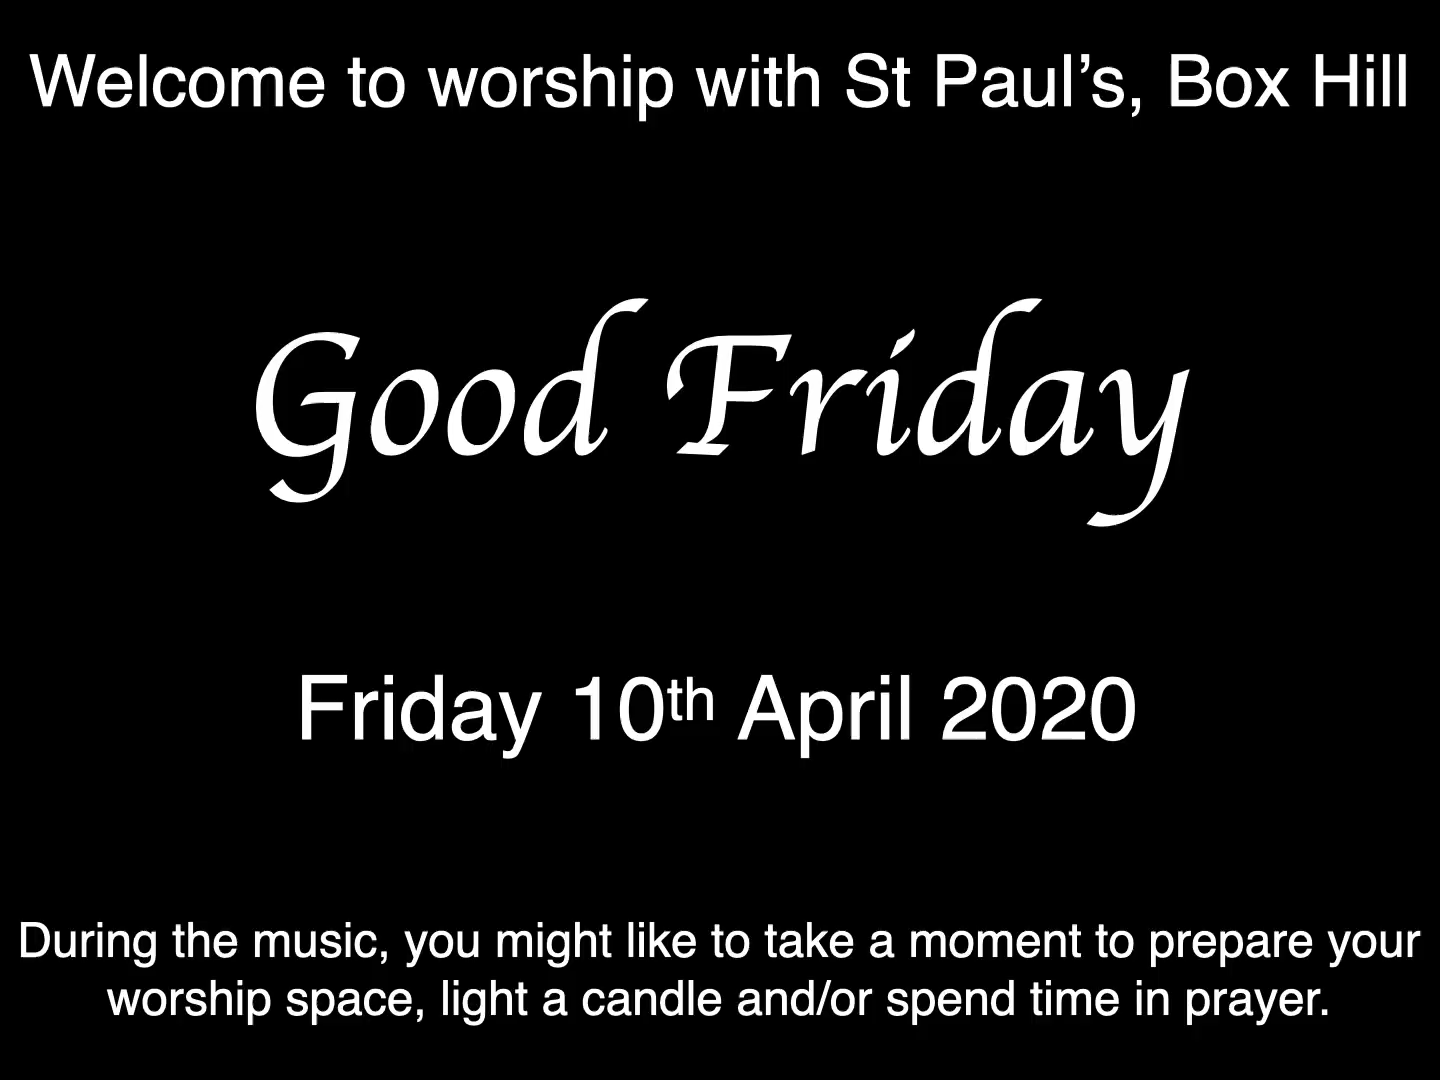 Welcome to worship with St Paul’s, Box Hill
Good Friday
Friday 10th April 2020
During the music, you might like to take a moment to prepare your
worship space, light a candle and/or spend time in prayer.